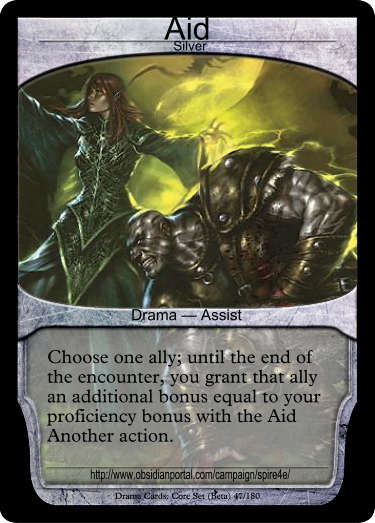 Aid
Silver
Drama — Assist
Choose one ally; until the end of
the encounter, you grant that ally
an additional bonus equal to your
proficiency bonus with the Aid
Another action.
http://www.obsidianportal.com/campaign/spire4e/
Drama Cards: Core Set (Beta) 47/180